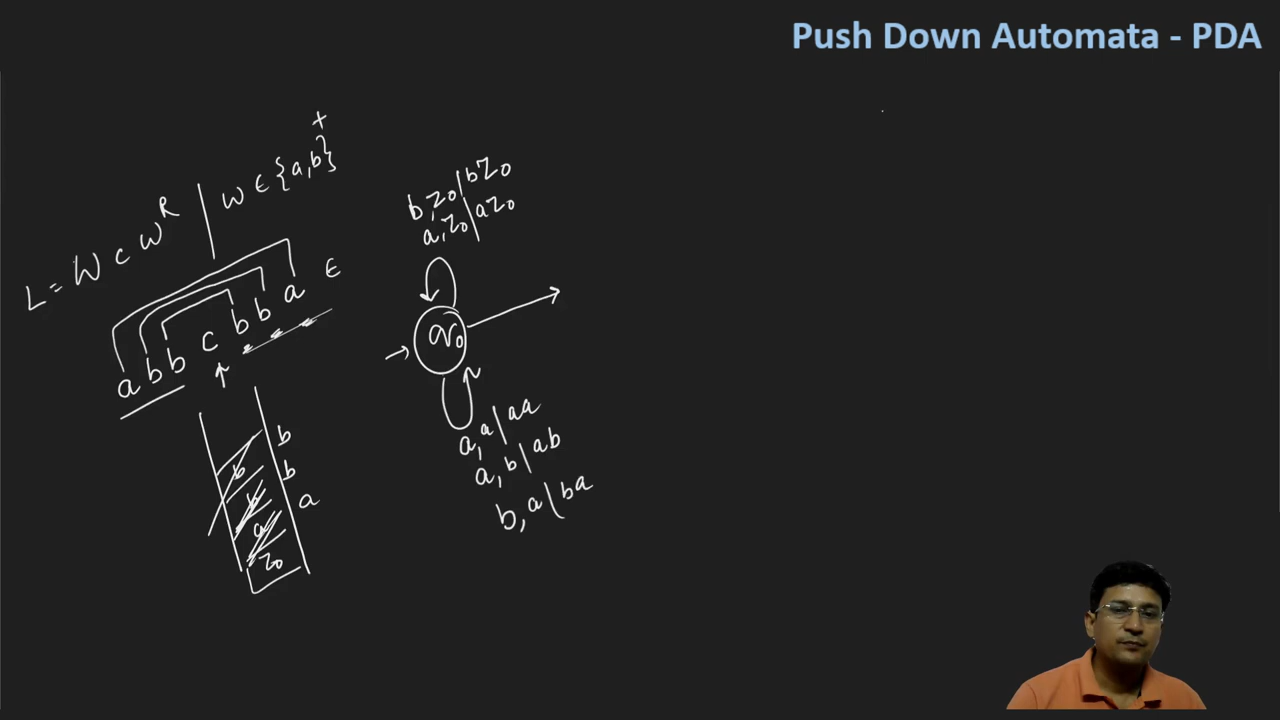 Push Down Automata - PDA
L = W c W^R | W ∈ {a,b}^+
a b b c b b a ϵ
b
b
a
b
b
a
z0
b,z0/bz0
a,z0/az0
q0
a,a/aa
a,b/ab
b,a/ba